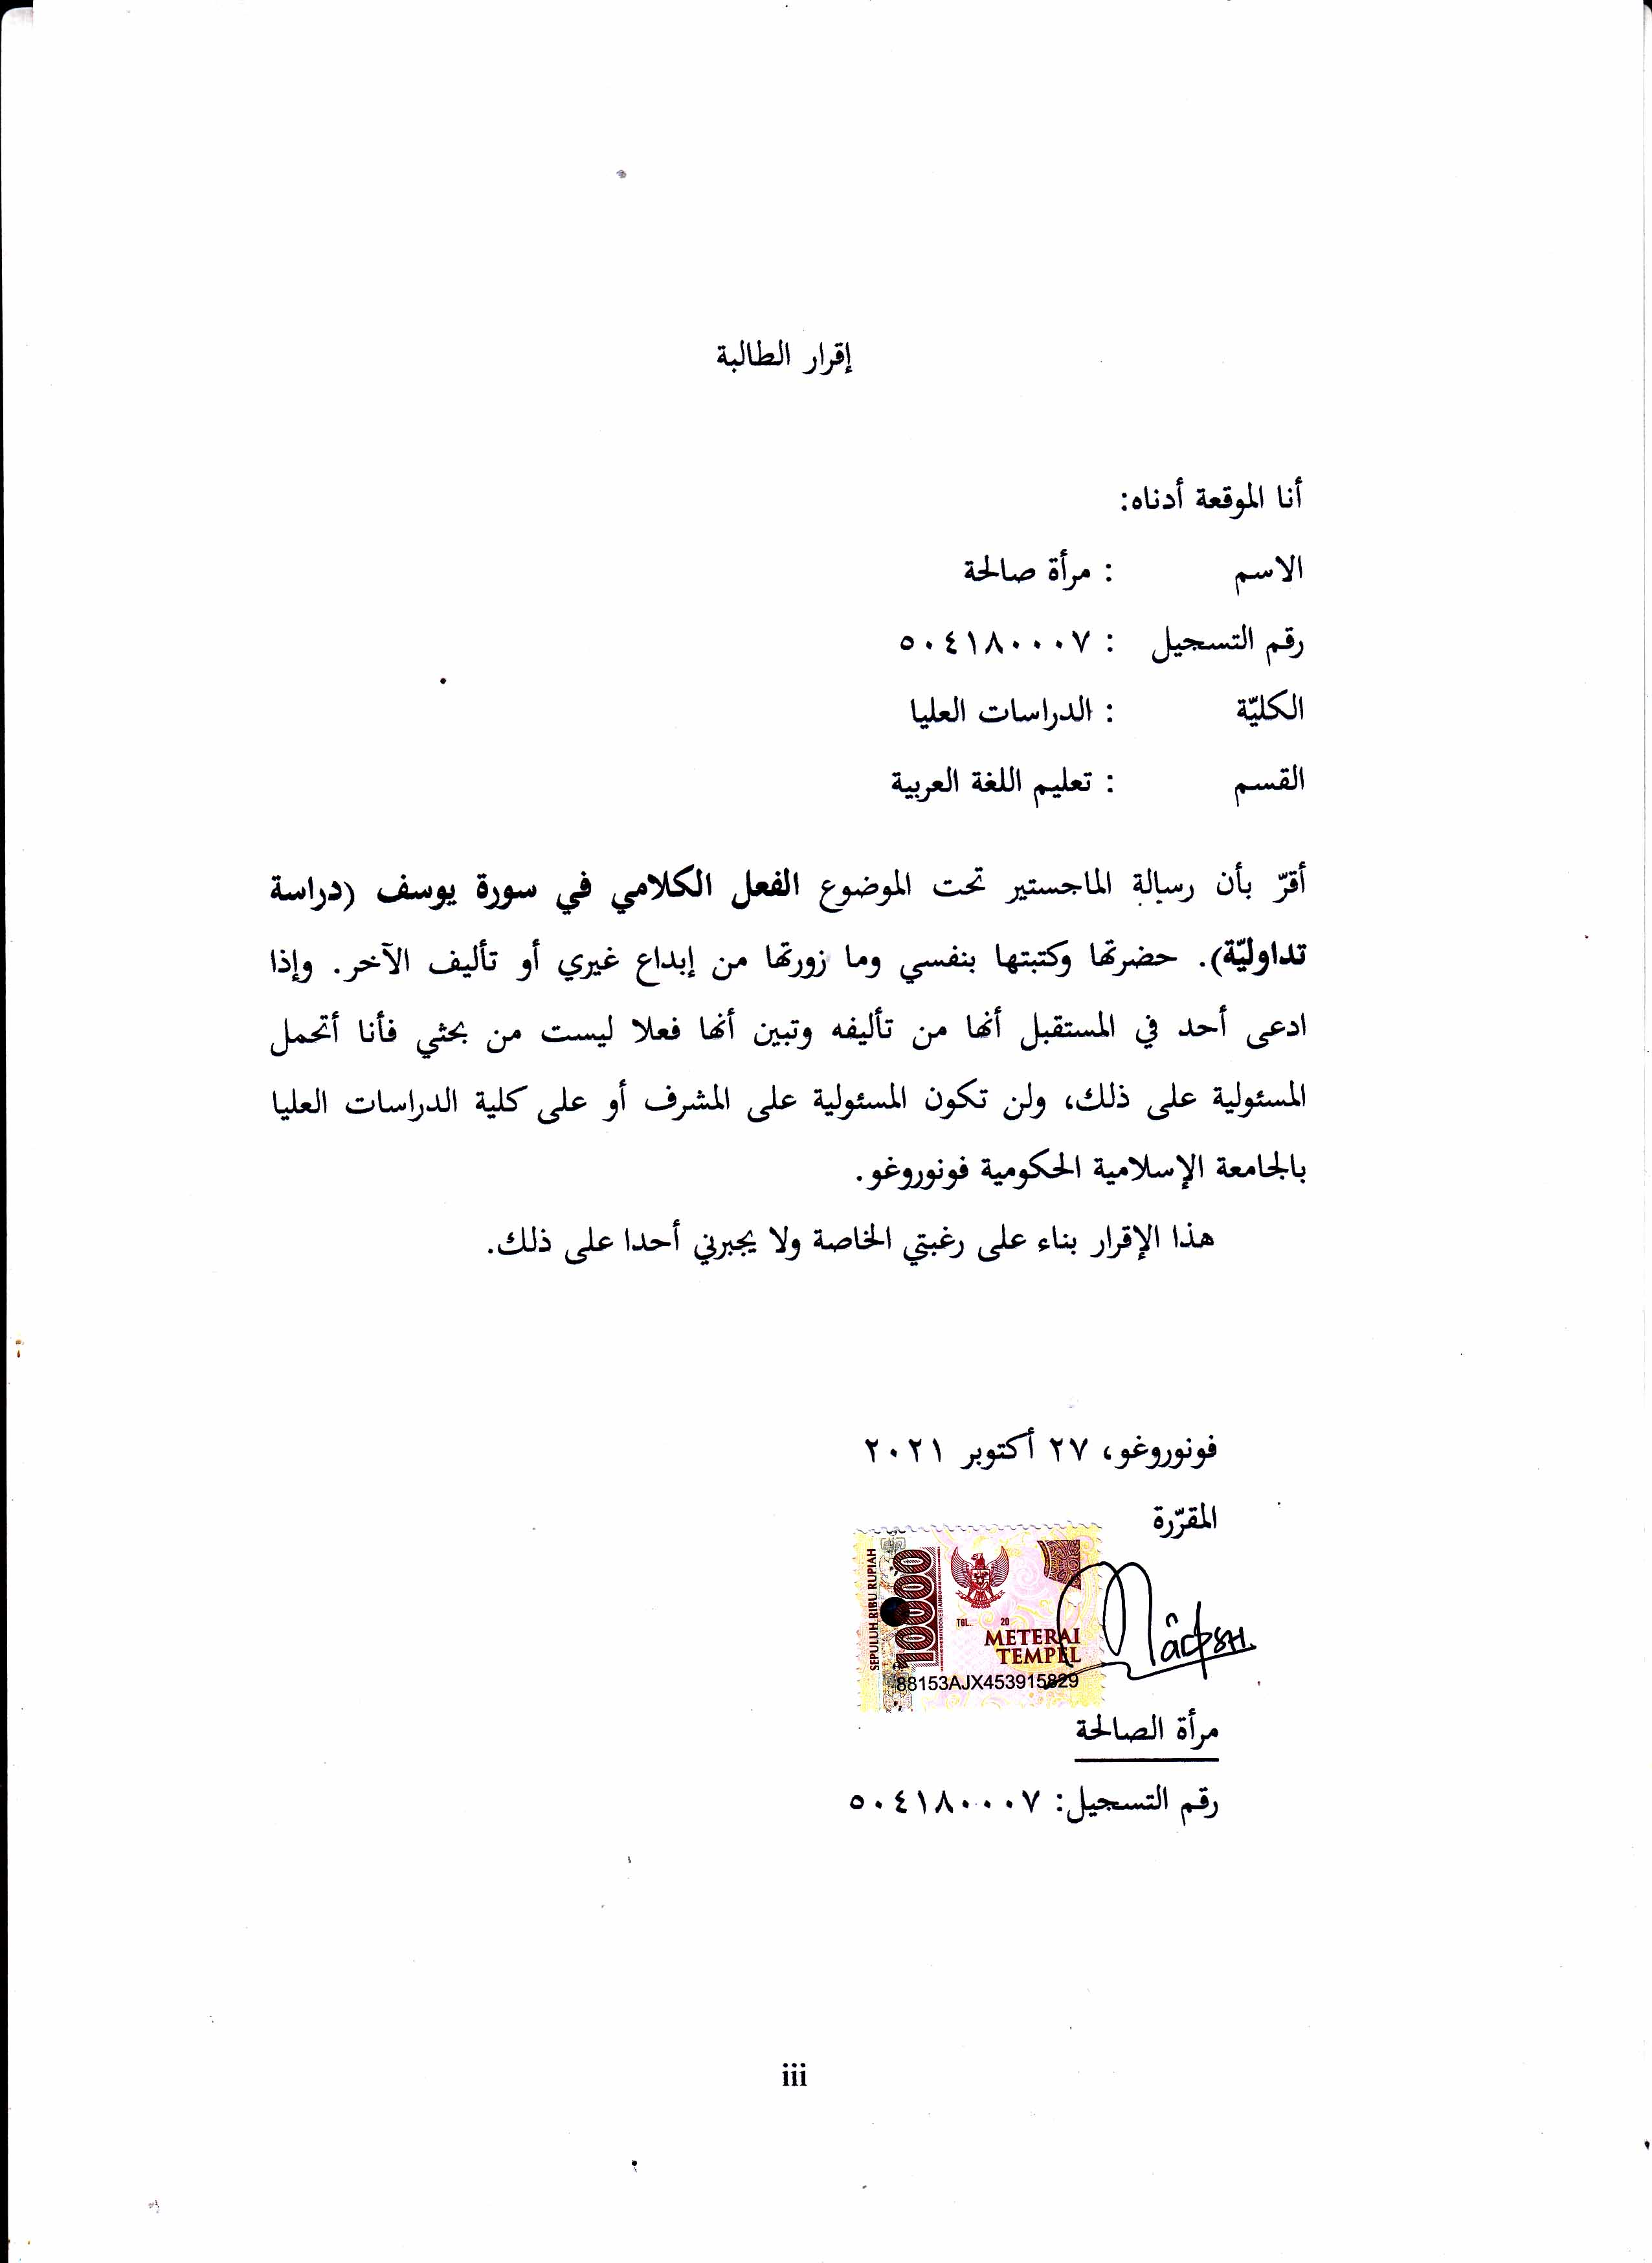 إقرار الطالبة
أنا الموقعة أدناه:
الاسم : مرأة صالحة
رقم التسجيل : ٥٠٤١٨٠٠٠٧
الكليّة : الدراسات العليا
القسم : تعليم اللغة العربية
أقرّ بأن رسالة الماجستير تحت الموضوع الفعل الكلامي في سورة يوسف (دراسة
تداوليّة). حضرتها وكتبتها بنفسي وما زورتها من إبداع غيري أو تأليف الآخر. وإذا
ادعى أحد في المستقبل أنها من تأليفه وتبين أنها فعلا ليست من بحثي فأنا أتحمل
المسئولية على ذلك، ولن تكون المسئولية على المشرف أو على كلية الدراسات العليا
بالجامعة الإسلامية الحكومية فونوروغو.
هذا الإقرار بناء على رغبتي الخاصة ولا يجبرني أحدا على ذلك.
فونوروغو، ٢٧ أكتوبر ٢٠٢١
المقرّرة
SEPULUH RIBU RUPIAH
10000
TGL. 20
METERAI
TEMPEL
88153AJX453915829
مرأة الصالحة
رقم التسجيل: ٥٠٤١٨٠٠٠٧
iii